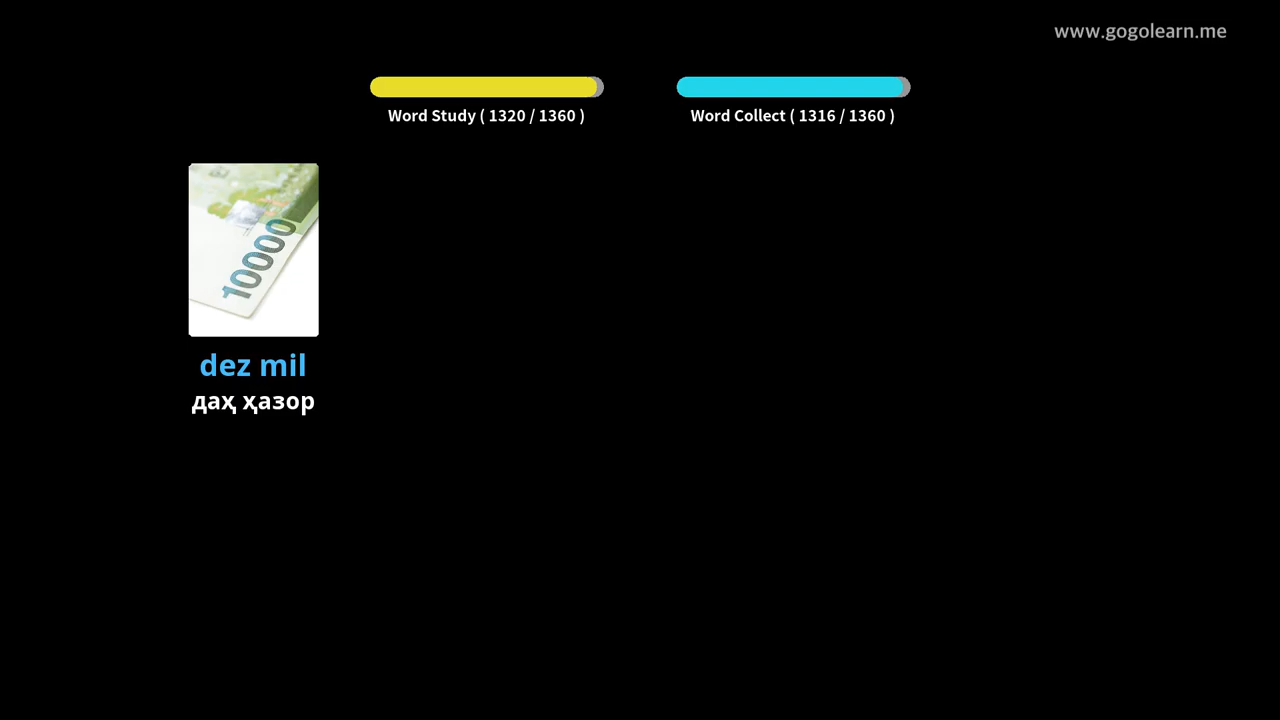 www.gogolearn.me
Word Study ( 1320 / 1360 )
Word Collect ( 1316 / 1360 )
10000
dez mil
даҳ ҳазор